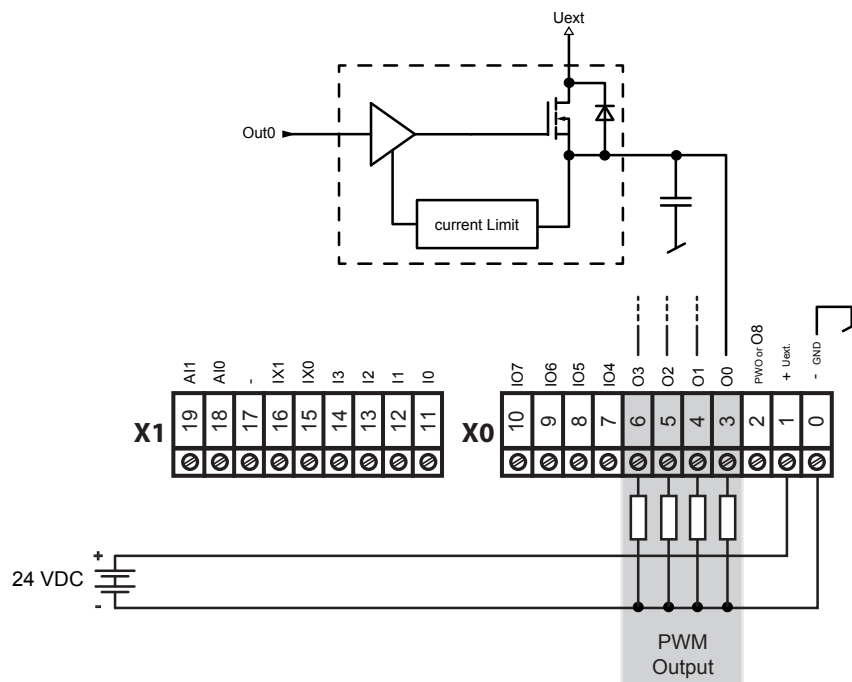 Uext
Out0
current Limit
AI1
AI0
-
IX1
IX0
I3
I2
I1
I0
IO7
IO6
IO5
IO4
O3
O2
O1
O0
PWO or O8
+ Uext.
- GND
X1
19
18
17
16
15
14
13
12
11
X0
10
9
8
7
6
5
4
3
2
1
0
+
24 VDC
-
PWM
Output